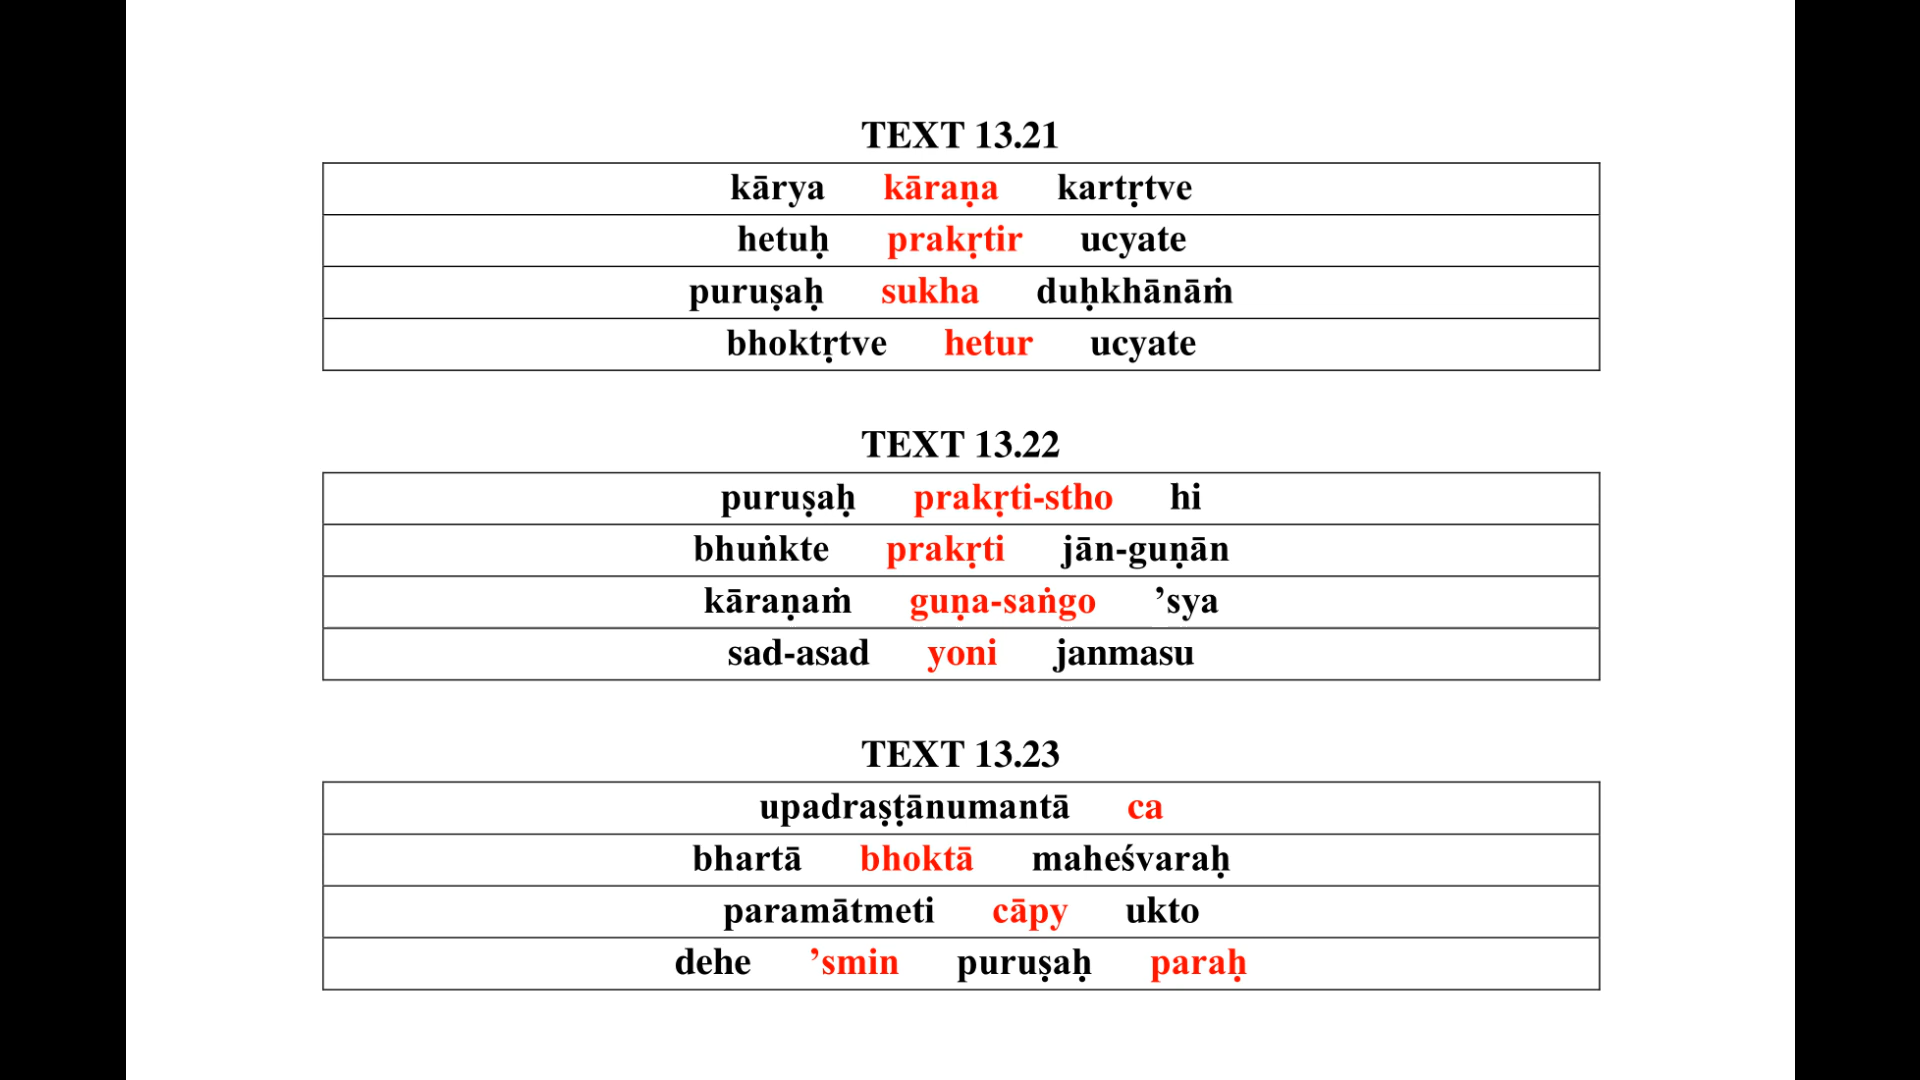 TEXT 13.21
kārya kāraṇa kartṛtve
hetuḥ prakṛtir ucyate
puruṣaḥ sukha duḥkhānāṁ
bhoktṛtve hetur ucyate
TEXT 13.22
puruṣaḥ prakṛti-stho hi
bhuṅkte prakṛti jān-guṇān
kāraṇaṁ guṇa-saṅgo ’sya
sad-asad yoni janmasu
TEXT 13.23
upadraṣṭānumantā ca
bhartā bhoktā maheśvaraḥ
paramātmeti cāpy ukto
dehe ’smin puruṣaḥ paraḥ